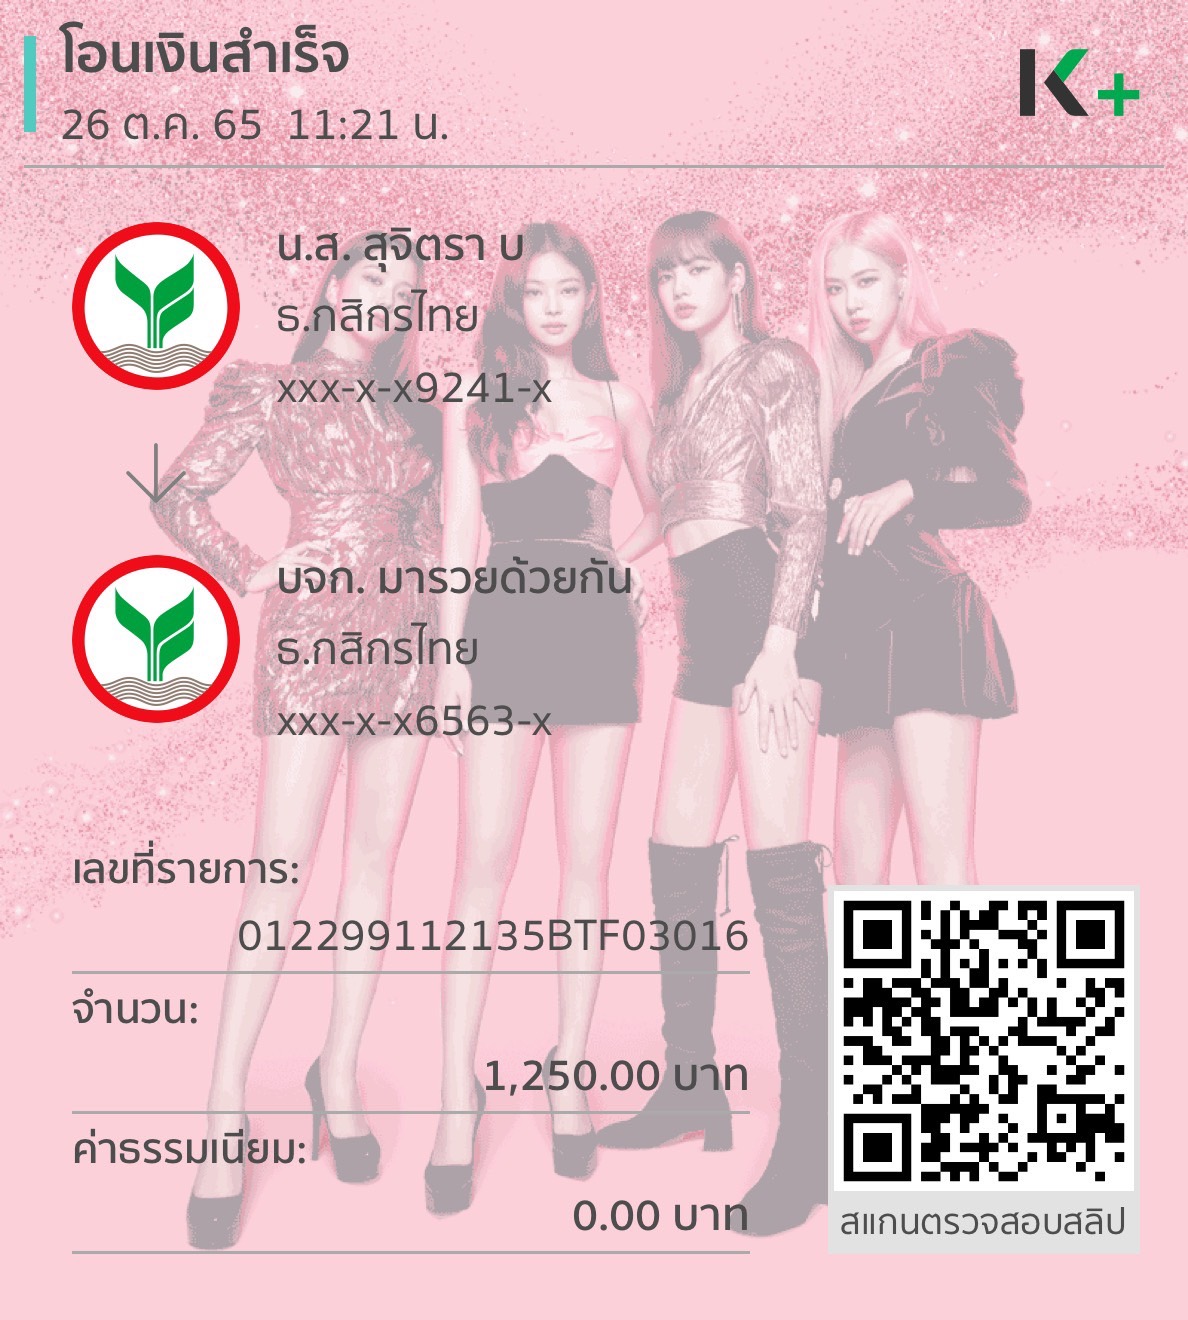 โอนเงินสำเร็จ
26 ต.ค. 65 11:21 น.
K+
น.ส. สุจิตรา บ
ธ.กสิกรไทย
xxx-x-x9241-x
บจก. มารวยด้วยกัน
ธ.กสิกรไทย
xxx-x-x6563-x
เลขที่รายการ:
012299112135BTF03016
จำนวน:
1,250.00 บาท
ค่าธรรมเนียม:
0.00 บาท
สแกนตรวจสอบสลิป